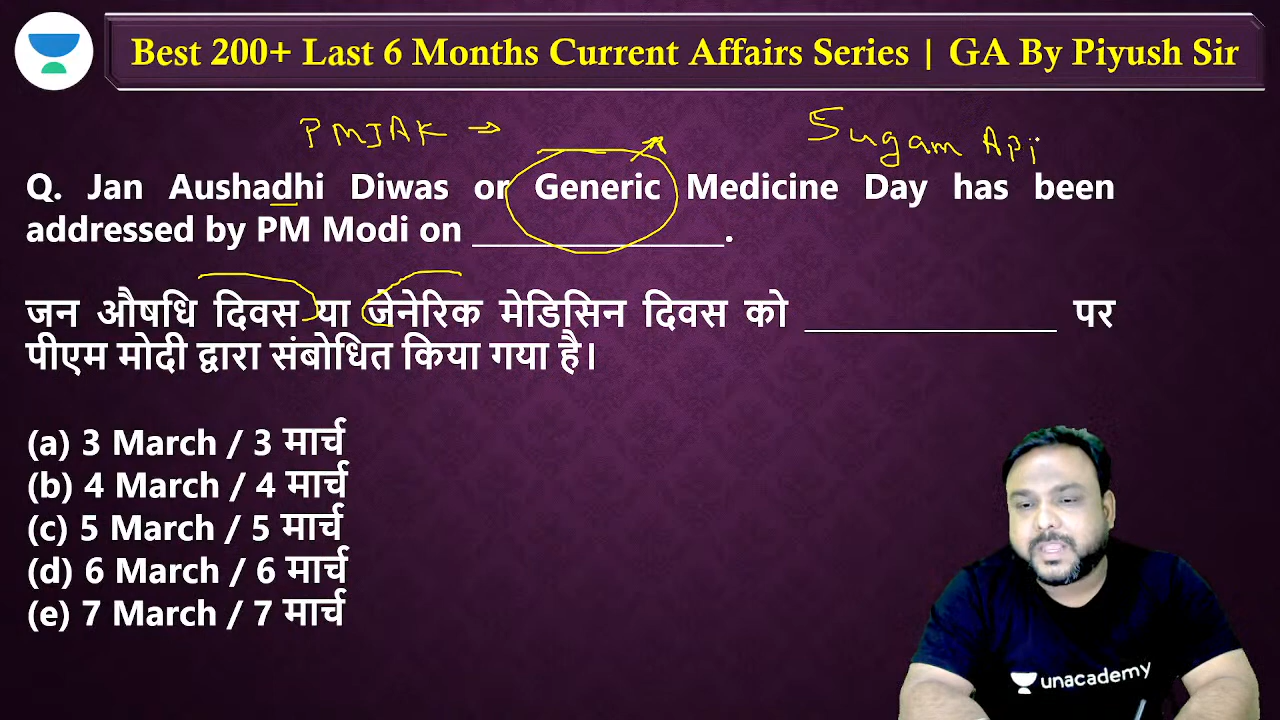 Best 200+ Last 6 Months Current Affairs Series | GA By Piyush Sir
PMJAK →
Sugam App
Q. Jan Aushadhi Diwas or Generic Medicine Day has been
addressed by PM Modi on ______________.
जन औषधि दिवस या जेनेरिक मेडिसिन दिवस को ______________ पर
पीएम मोदी द्वारा संबोधित किया गया है।
(a) 3 March / 3 मार्च
(b) 4 March / 4 मार्च
(c) 5 March / 5 मार्च
(d) 6 March / 6 मार्च
(e) 7 March / 7 मार्च
unacademy